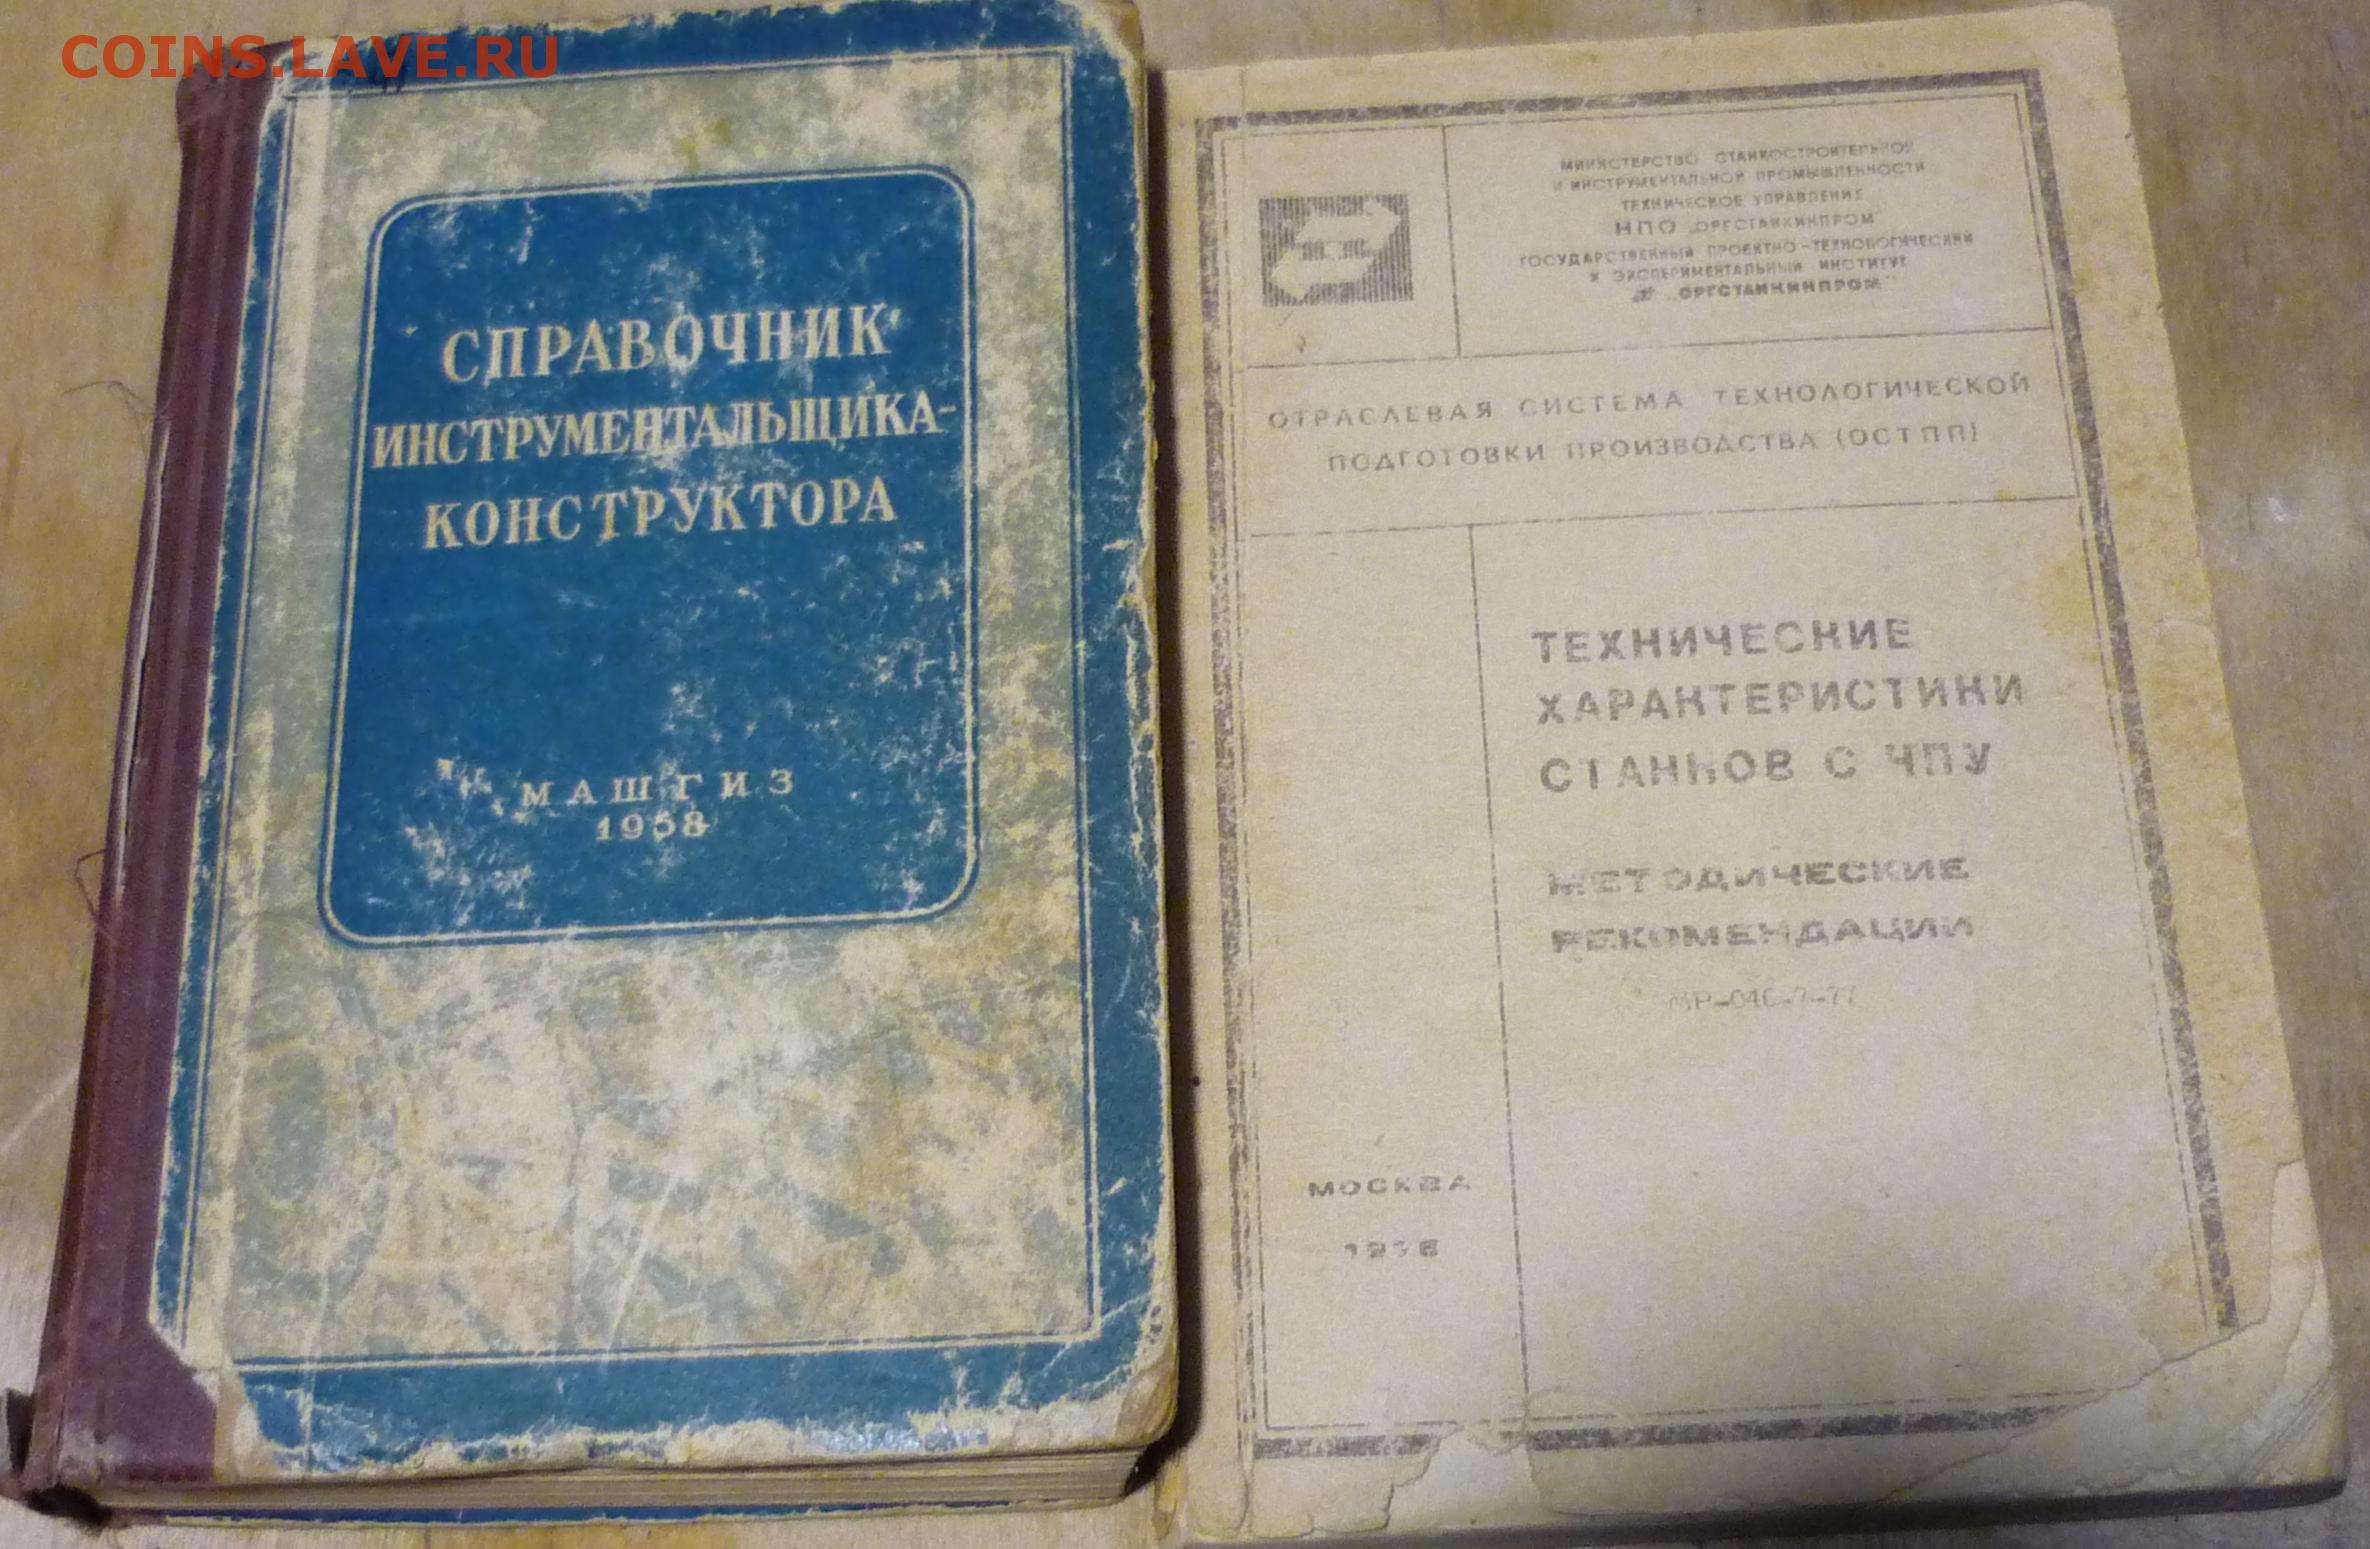 COINS.LAVE.RU
СПРАВОЧНИК
ИНСТРУМЕНТАЛЬЩИКА-
КОНСТРУКТОРА
МАШГИЗ
1958
МИНИСТЕРСТВО СТАНКОСТРОИТЕЛЬНОЙ
И ИНСТРУМЕНТАЛЬНОЙ ПРОМЫШЛЕННОСТИ
ТЕХНИЧЕСКОЕ УПРАВЛЕНИЕ
НПО „ОРГСТАНКИНПРОМ"
ГОСУДАРСТВЕННЫЙ ПРОЕКТНО-ТЕХНОЛОГИЧЕСКИЙ
И ЭКСПЕРИМЕНТАЛЬНЫЙ ИНСТИТУТ
„ОРГСТАНКИНПРОМ"
ОТРАСЛЕВАЯ СИСТЕМА ТЕХНОЛОГИЧЕСКОЙ
ПОДГОТОВКИ ПРОИЗВОДСТВА (ОСТПП)
ТЕХНИЧЕСКИЕ
ХАРАКТЕРИСТИКИ
СТАНКОВ С ЧПУ
МЕТОДИЧЕСКИЕ
РЕКОМЕНДАЦИИ
МОСКВА